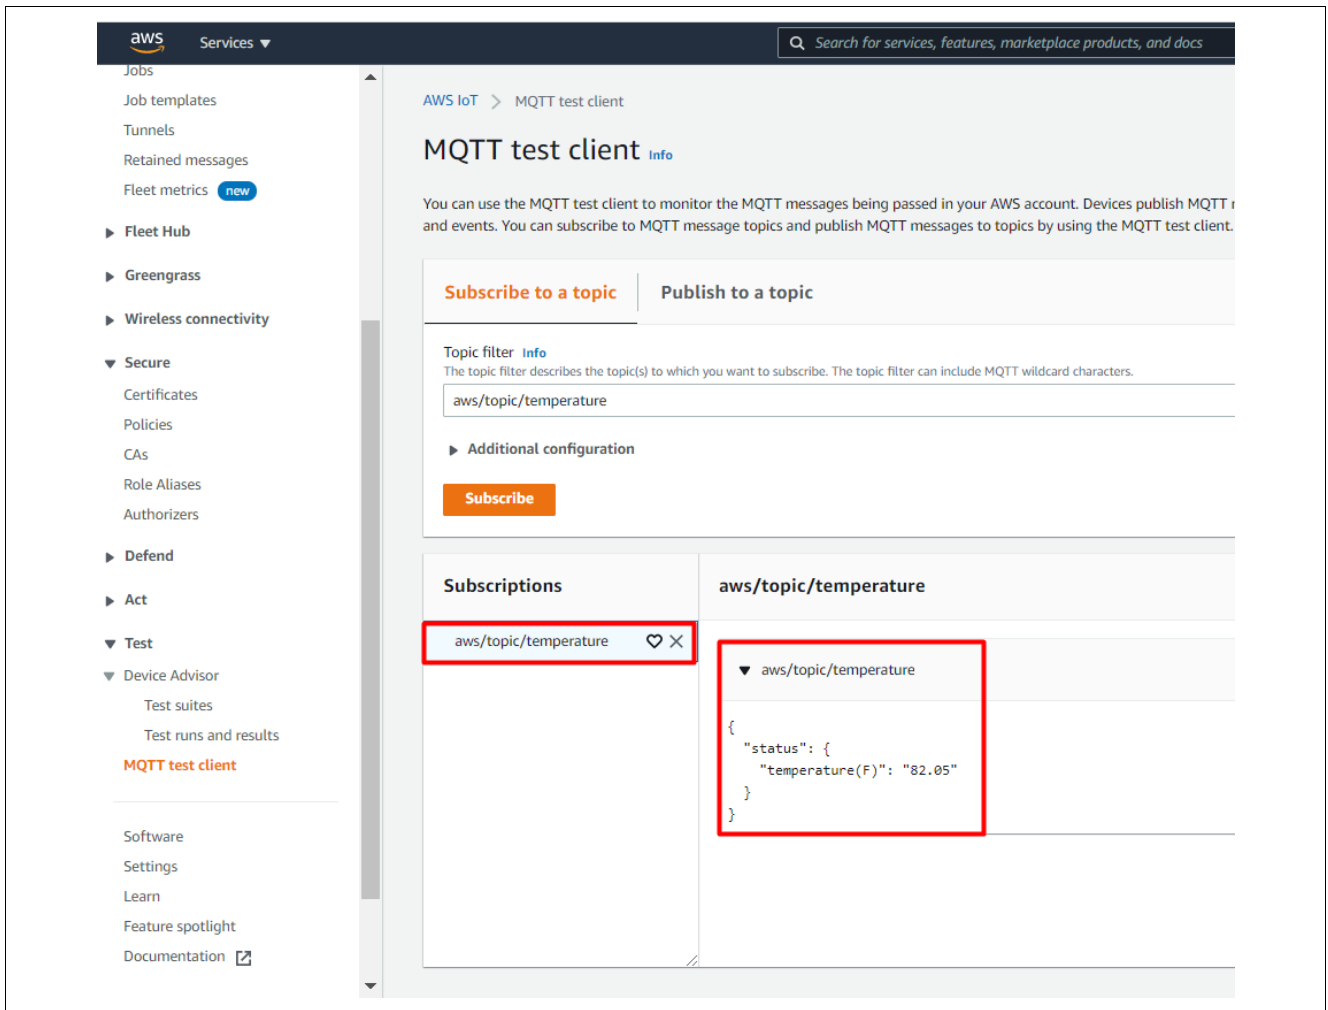 aws
Services
Search for services, features, marketplace products, and docs
Jobs
Job templates
Tunnels
Retained messages
Fleet metrics new
Fleet Hub
Greengrass
Wireless connectivity
Secure
Certificates
Policies
CAs
Role Aliases
Authorizers
Defend
Act
Test
Device Advisor
Test suites
Test runs and results
MQTT test client
Software
Settings
Learn
Feature spotlight
Documentation
AWS IoT > MQTT test client
MQTT test client Info
You can use the MQTT test client to monitor the MQTT messages being passed in your AWS account. Devices publish MQTT
and events. You can subscribe to MQTT message topics and publish MQTT messages to topics by using the MQTT test client.
Subscribe to a topic
Publish to a topic
Topic filter Info
The topic filter describes the topic(s) to which you want to subscribe. The topic filter can include MQTT wildcard characters.
aws/topic/temperature
Additional configuration
Subscribe
Subscriptions
aws/topic/temperature
aws/topic/temperature
aws/topic/temperature
{
"status": {
"temperature(F)": "82.05"
}
}